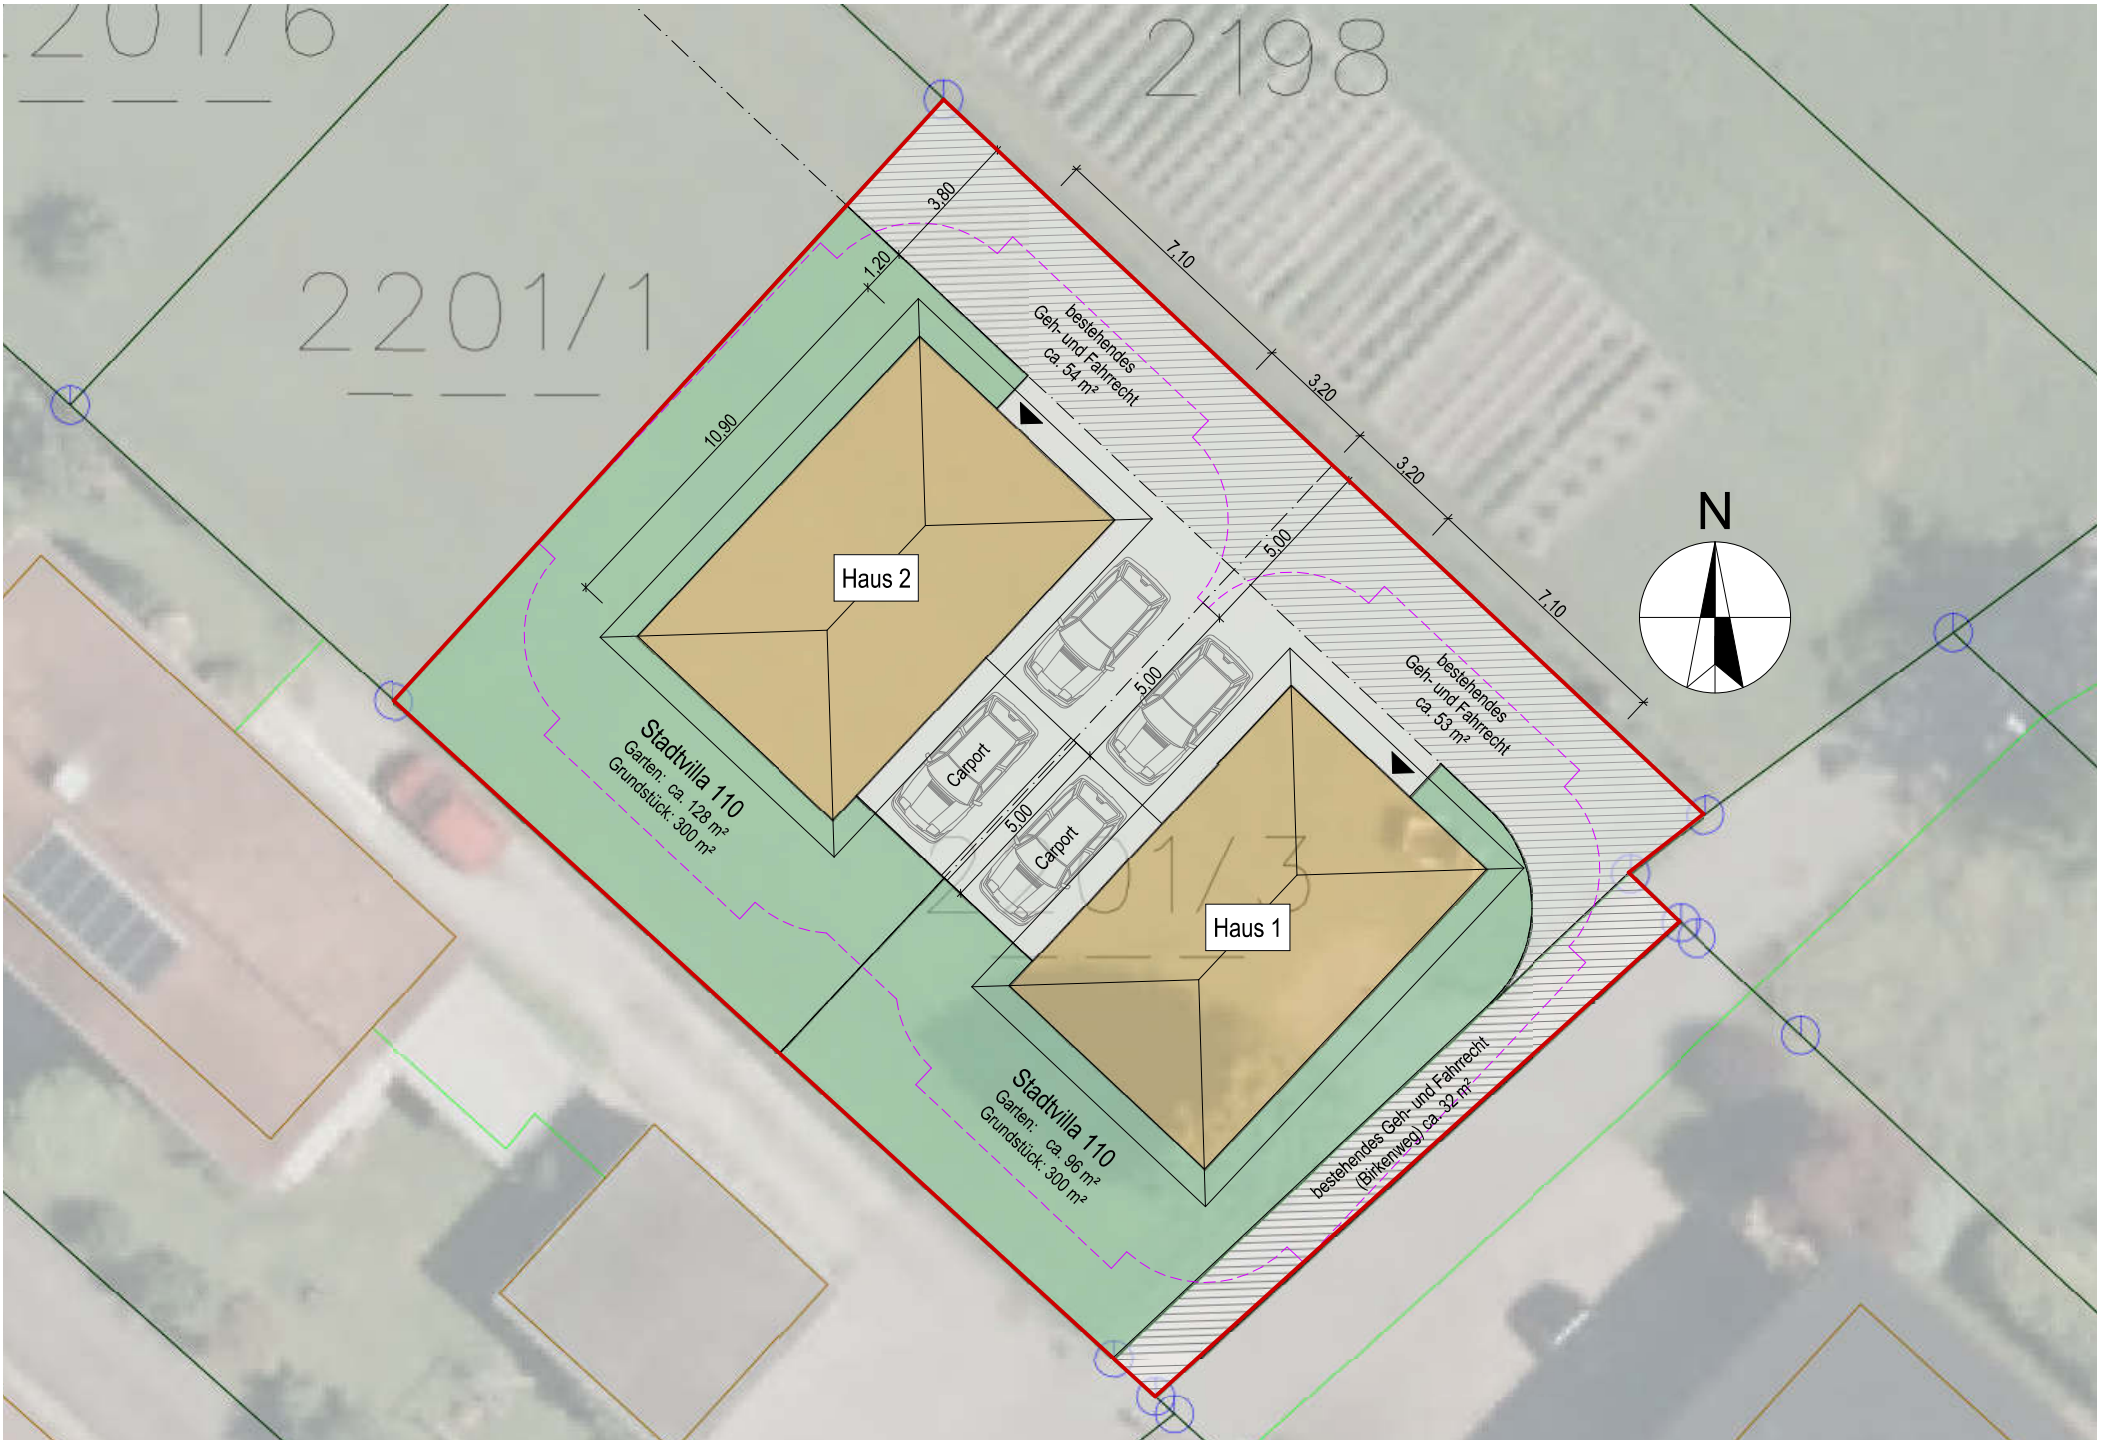 2201/6
2198
3,80
7,10
1,20
2201/1
bestehendes
Geh- und Fahrrecht
ca. 54 m²
3,20
10,90
3,20
N
5,00
Haus 2
7,10
bestehendes
Geh- und Fahrrecht
ca. 53 m²
5,00
Stadtvilla 110
Garten: ca. 128 m²
Grundstück: 300 m²
Carport
5,00
Carport
2201/3
Haus 1
Stadtvilla 110
Garten: ca. 96 m²
Grundstück: 300 m²
bestehendes Geh- und Fahrrecht
(Birkenweg) ca. 32 m²